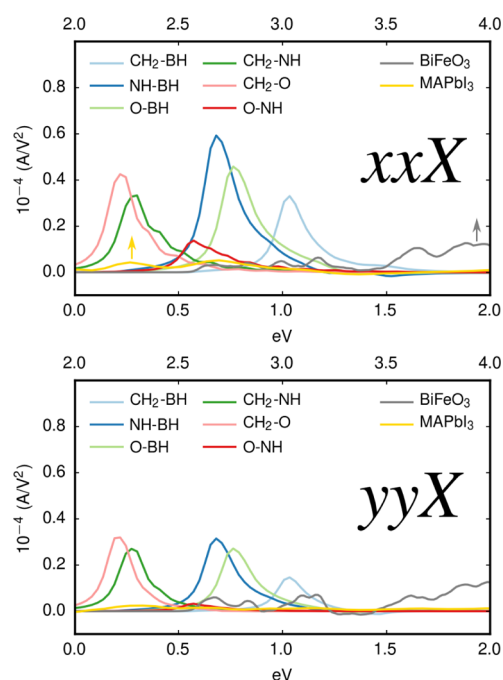 2.0 2.5 3.0 3.5 4.0
CH₂-BH CH₂-NH BiFeO₃
NH-BH CH₂-O MAPbI₃
O-BH O-NH
xxX
10⁻⁴ (A/V²)
0.8
0.6
0.4
0.2
0.0
0.0 0.5 1.0 1.5 2.0
eV
2.0 2.5 3.0 3.5 4.0
CH₂-BH CH₂-NH BiFeO₃
NH-BH CH₂-O MAPbI₃
O-BH O-NH
yyX
10⁻⁴ (A/V²)
0.8
0.6
0.4
0.2
0.0
0.0 0.5 1.0 1.5 2.0
eV